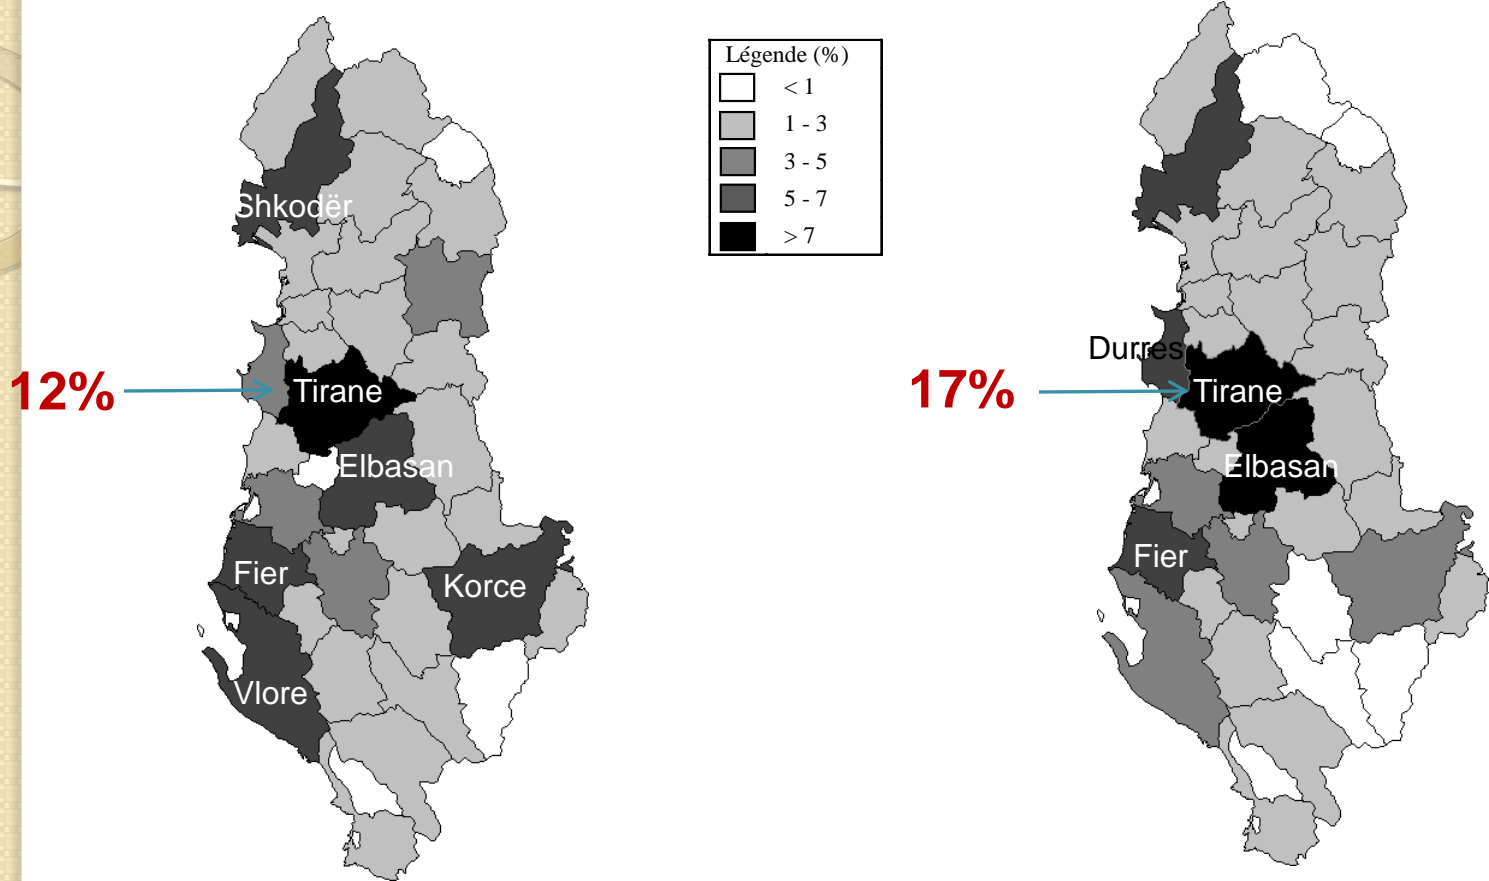 Légende (%)
< 1
1 - 3
3 - 5
5 - 7
> 7
Shkodër
12%
Tirane
Elbasan
Fier
Korce
Vlore
Durres
17%
Tirane
Elbasan
Fier